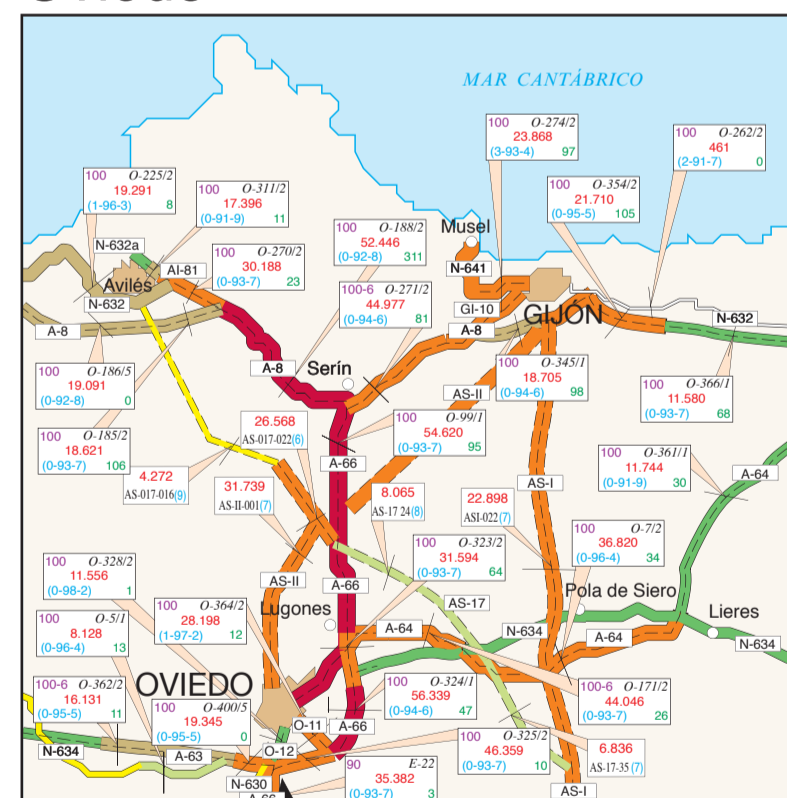 MAR CANTÁBRICO
100 O-274/2
23.868
(3-93-4) 97
100 O-262/2
461
(2-91-7) 0
100 O-225/2
19.291
(1-96-3) 8
100 O-311/2
17.396
(0-91-9) 11
100 O-354/2
21.710
(0-95-5) 105
100 O-188/2
52.446
(0-92-8) 311
Musel
N-632a
100 O-270/2
30.188
(0-93-7) 23
AI-81
N-641
Avilés
100-6 O-271/2
44.977
(0-94-6) 81
N-632
GI-10
GIJÓN
N-632
A-8
A-8
A-8
Serín
100 O-186/5
19.091
(0-92-8) 0
100 O-345/1
18.705
(0-94-6) 98
100 O-366/1
11.580
(0-93-7) 68
AS-II
26.568
AS-017-022(6)
100 O-99/1
54.620
(0-93-7) 95
100 O-185/2
18.621
(0-93-7) 106
100 O-361/1
11.744
(0-91-9) 30
A-66
A-64
4.272
AS-017-016(9)
31.739
AS-II-001(7)
8.065
AS-17 24(8)
AS-I
22.898
ASI-022(7)
100 O-7/2
36.820
(0-96-4) 34
100 O-323/2
31.594
(0-93-7) 64
100 O-328/2
11.556
(0-98-2) 1
AS-II
A-66
Pola de Siero
AS-17
100 O-364/2
28.198
(1-97-2) 12
Lugones
Lieres
100 O-5/1
8.128
(0-96-4) 13
A-64
N-634
A-64
N-634
OVIEDO
100-6 O-362/2
16.131
(0-95-5) 11
100 O-324/1
56.339
(0-94-6) 47
100-6 O-171/2
44.046
(0-93-7) 26
100 O-400/5
19.345
(0-95-5) 0
O-11
A-66
100 O-325/2
46.359
(0-93-7) 10
6.836
AS-17-35 (7)
N-634
A-63
O-12
90 E-22
35.382
(0-93-7) 3
N-630
AS-I
A-66